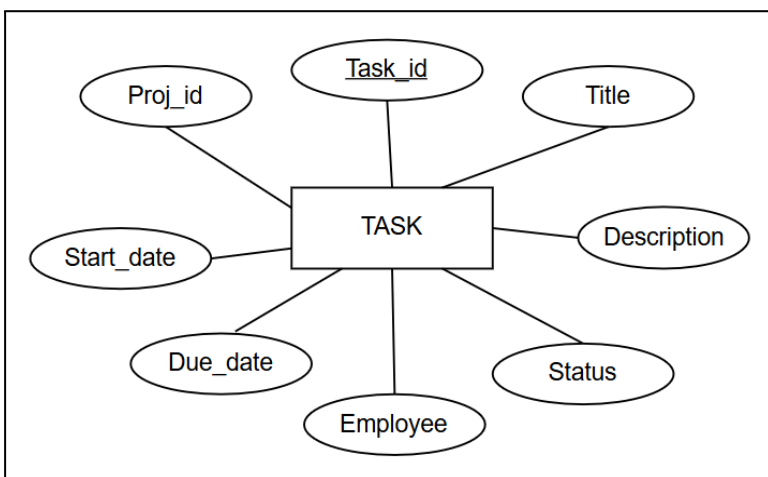 Task_id
Proj_id
Title
TASK
Description
Start_date
Due_date
Status
Employee